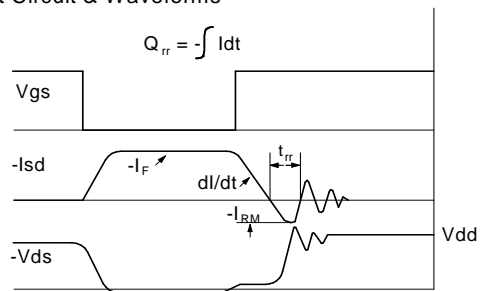 t Circuit & Waveforms
Qrr = -∫ Idt
Vgs
trr
-Isd
-IF
dI/dt
-IRM
Vdd
-Vds